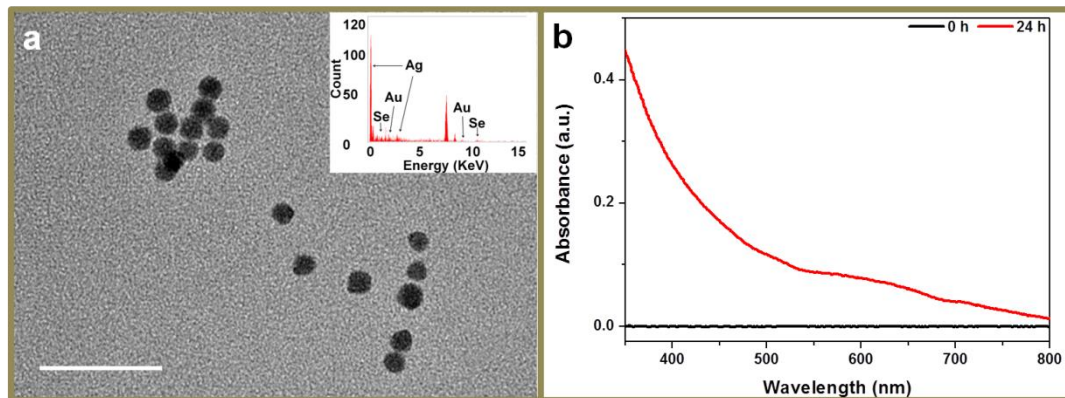 a
120
100
50
0
Count
Ag
Au
Se
Au
Se
0 5 10 15
Energy (KeV)
b
0 h 24 h
0.4
0.2
0.0
Absorbance (a.u.)
400 500 600 700 800
Wavelength (nm)